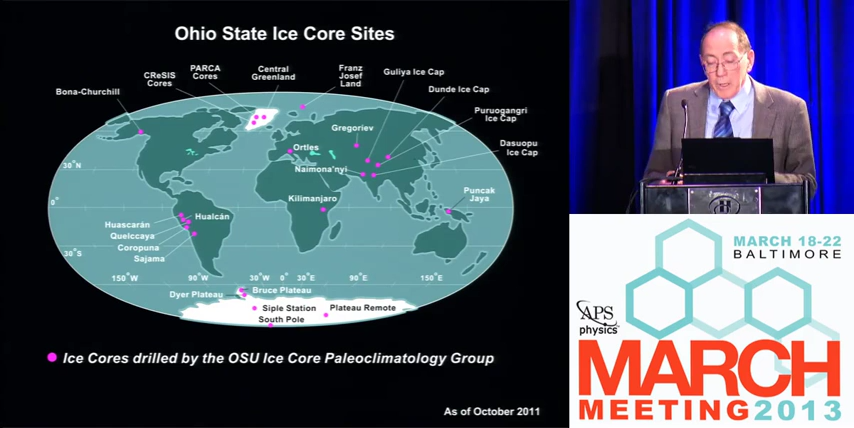 Ohio State Ice Core Sites
Bona-Churchill
CReSIS
Cores
PARCA
Cores
Central
Greenland
Franz
Josef
Land
Guliya Ice Cap
Dunde Ice Cap
Puruogangri
Ice Cap
Dasuopu
Ice Cap
Gregoriev
Ortles
Naimona'nyi
Kilimanjaro
Puncak
Jaya
30°N
0°
30°S
Huascarán
Hualcán
Quelccaya
Coropuna
Sajama
150°W
90°W
30°W
0°
30°E
90°E
150°E
Dyer Plateau
Bruce Plateau
Siple Station
Plateau Remote
South Pole
Ice Cores drilled by the OSU Ice Core Paleoclimatology Group
As of October 2011
MARCH 18-22
BALTIMORE
APS
physics
MARCH
MEETING2013